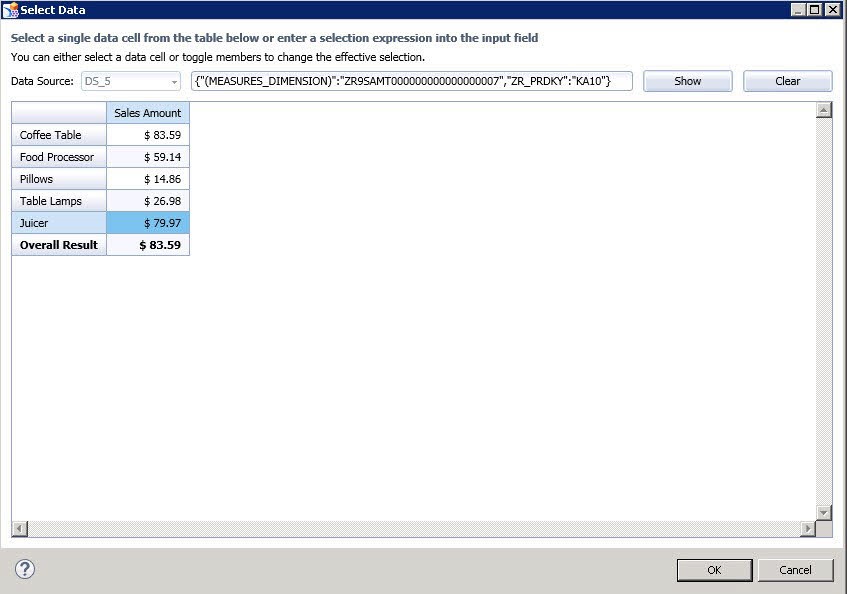 Select Data
Select a single data cell from the table below or enter a selection expression into the input field
You can either select a data cell or toggle members to change the effective selection.
Data Source: DS_5 {"(MEASURES_DIMENSION)":"ZR9SAMT000000000000000007","ZR_PRDKY":"KA10"} Show Clear
Sales Amount
Coffee Table $ 83.59
Food Processor $ 59.14
Pillows $ 14.86
Table Lamps $ 26.98
Juicer $ 79.97
Overall Result $ 83.59
? OK Cancel